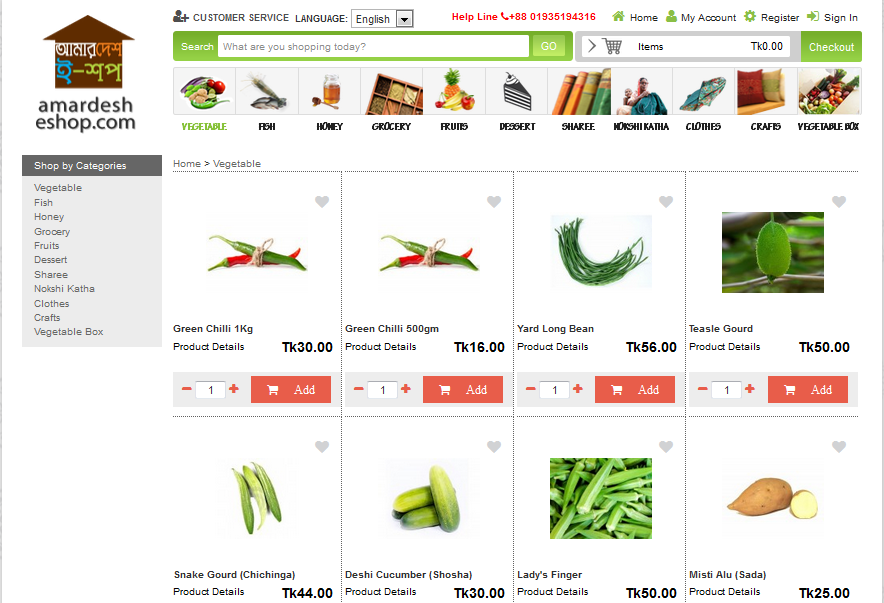 CUSTOMER SERVICE LANGUAGE: English Help Line +88 01935194316 Home My Account Register Sign In
আমারদেশ
ই-শপ
amardesh
eshop.com
Search What are you shopping today? GO Items Tk0.00 Checkout
VEGETABLE FISH HONEY GROCERY FRUITS DESSERT SHAREE NOKSHI KATHA CLOTHES CRAFTS VEGETABLE BOX
Shop by Categories
Vegetable
Fish
Honey
Grocery
Fruits
Dessert
Sharee
Nokshi Katha
Clothes
Crafts
Vegetable Box
Home > Vegetable
Green Chilli 1Kg Green Chilli 500gm Yard Long Bean Teasle Gourd
Product Details Tk30.00 Product Details Tk16.00 Product Details Tk56.00 Product Details Tk50.00
1 Add 1 Add 1 Add 1 Add
Snake Gourd (Chichinga) Deshi Cucumber (Shosha) Lady's Finger Misti Alu (Sada)
Product Details Tk44.00 Product Details Tk30.00 Product Details Tk50.00 Product Details Tk25.00